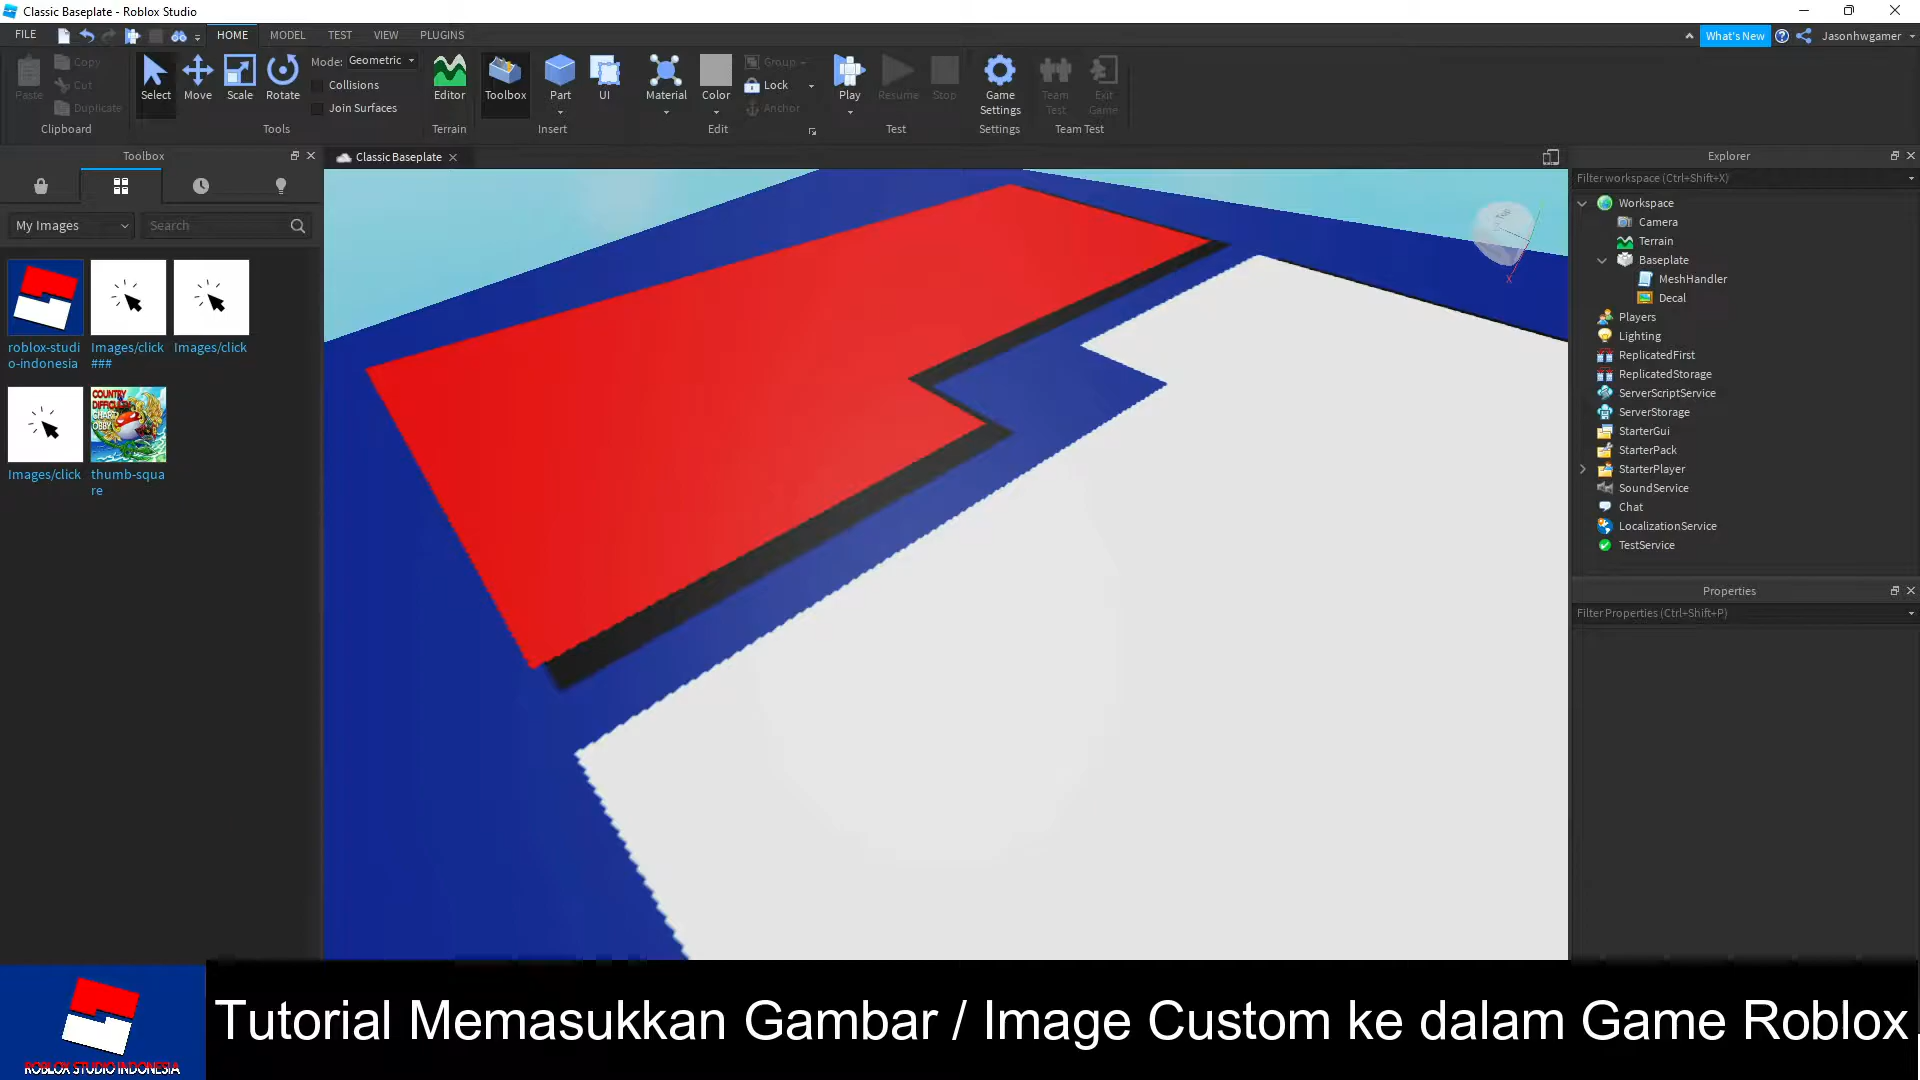 Classic Baseplate - Roblox Studio
FILE HOME MODEL TEST VIEW PLUGINS
What's New Jasonhwgamer
Paste
Copy
Cut
Duplicate
Clipboard
Select Move Scale Rotate
Mode: Geometric
Collisions
Join Surfaces
Tools
Editor
Terrain
Toolbox Part UI
Insert
Material Color
Group
Lock
Anchor
Edit
Play Resume Stop
Test
Game
Settings
Settings
Team
Test
Exit
Game
Team Test
Toolbox
My Images Search
roblox-studi
o-indonesia
Images/click
###
Images/click
Images/click
COUNTRY
DIFFICULTY
CHART
OBBY
thumb-squa
re
Classic Baseplate
Top
X
Explorer
Filter workspace (Ctrl+Shift+X)
Workspace
Camera
Terrain
Baseplate
MeshHandler
Decal
Players
Lighting
ReplicatedFirst
ReplicatedStorage
ServerScriptService
ServerStorage
StarterGui
StarterPack
StarterPlayer
SoundService
Chat
LocalizationService
TestService
Properties
Filter Properties (Ctrl+Shift+P)
ROBLOX STUDIO INDONESIA
Tutorial Memasukkan Gambar / Image Custom ke dalam Game Roblox